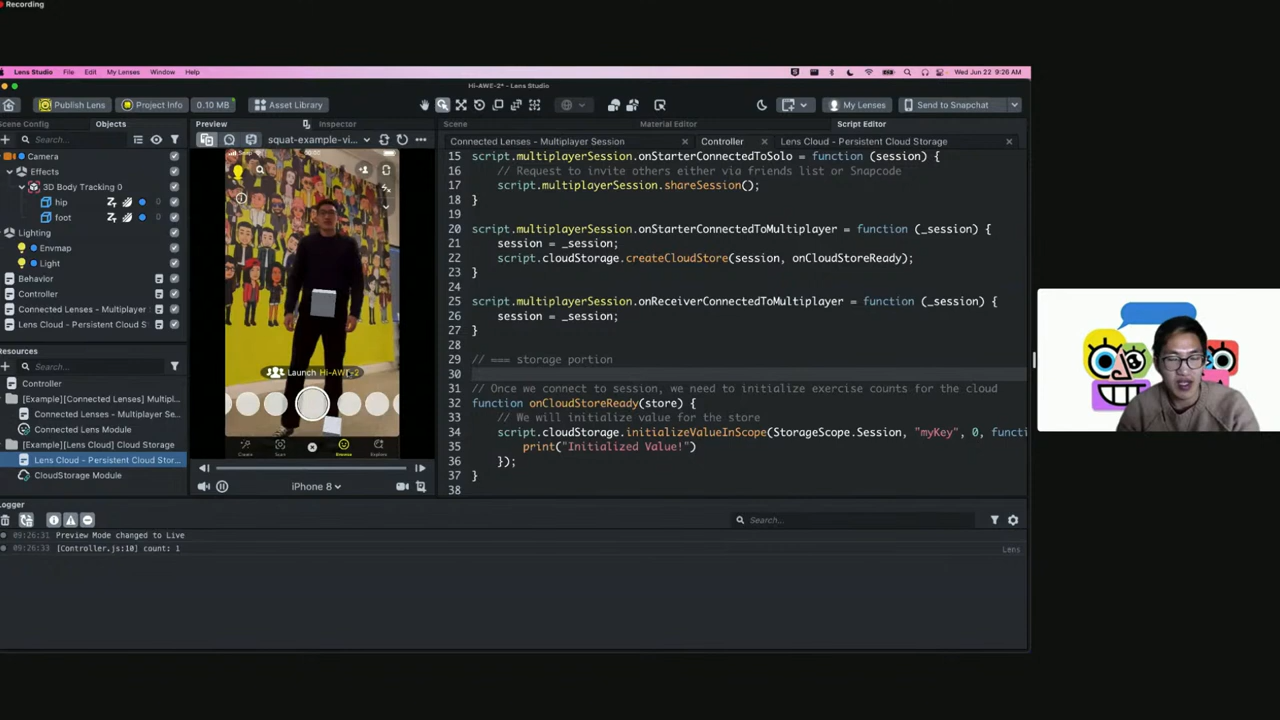 Recording
Lens Studio File Edit My Lenses Window Help
Wed Jun 22 9:26 AM
Hi-AWE-2* - Lens Studio
Publish Lens Project Info 0.10 MB Asset Library
My Lenses Send to Snapchat
Scene Config Objects Preview Inspector Scene Material Editor Script Editor
Search...
squat-example-vi...
Connected Lenses - Multiplayer Session Controller Lens Cloud - Persistent Cloud Storage
Camera
Effects
3D Body Tracking 0
hip 0
foot 0
Lighting
Envmap
Light
Behavior
Controller
Connected Lenses - Multiplayer
Lens Cloud - Persistent Cloud S
Resources
Search...
Controller
[Example][Connected Lenses] Multipl...
Connected Lenses - Multiplayer Se...
Connected Lens Module
[Example][Lens Cloud] Cloud Storage
Lens Cloud - Persistent Cloud Stor...
CloudStorage Module
Launch Hi-AWE-2
Create Scan Browse Explore
iPhone 8
15 script.multiplayerSession.onStarterConnectedToSolo = function (session) {
16 // Request to invite others either via friends list or Snapcode
17 script.multiplayerSession.shareSession();
18 }
19
20 script.multiplayerSession.onStarterConnectedToMultiplayer = function (_session) {
21 session = _session;
22 script.cloudStorage.createCloudStore(session, onCloudStoreReady);
23 }
24
25 script.multiplayerSession.onReceiverConnectedToMultiplayer = function (_session) {
26 session = _session;
27 }
28
29 // === storage portion
30
31 // Once we connect to session, we need to initialize exercise counts for the cloud
32 function onCloudStoreReady(store) {
33 // We will initialize value for the store
34 script.cloudStorage.initializeValueInScope(StorageScope.Session, "myKey", 0, functi
35 print("Initialized Value!")
36 });
37 }
38
Logger
Search...
09:26:31 Preview Mode changed to Live
09:26:33 [Controller.js:10] count: 1 Lens